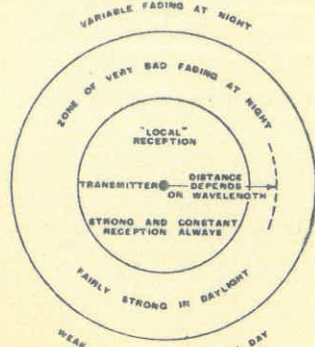 VARIABLE FADING AT NIGHT
ZONE OF VERY BAD FADING AT NIGHT
"LOCAL"
RECEPTION
TRANSMITTER
DISTANCE
DEPENDS
ON WAVELENGTH
STRONG AND CONSTANT
RECEPTION ALWAYS
FAIRLY STRONG IN DAYLIGHT
WEAK
DAY